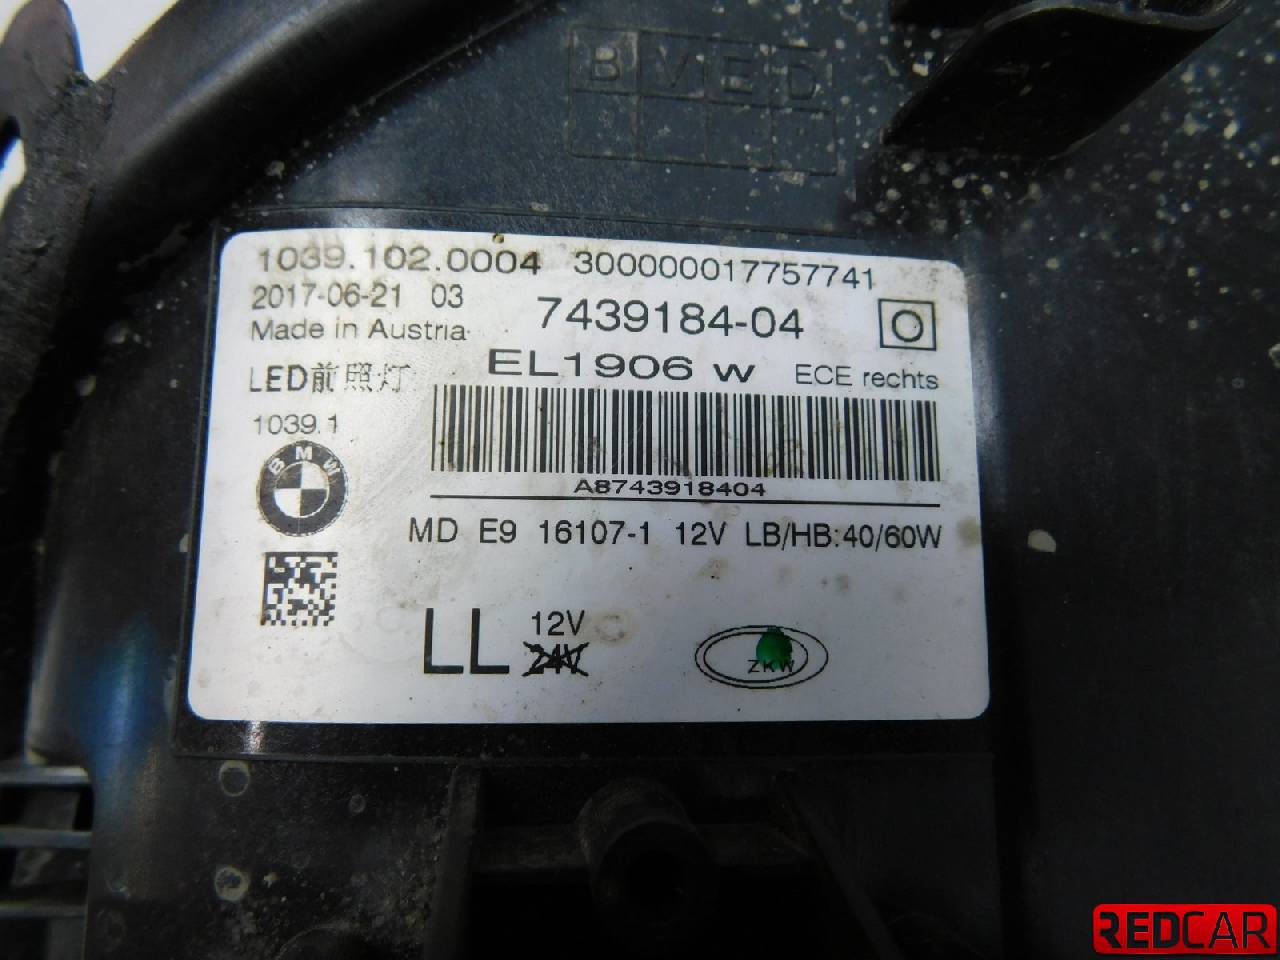 B M E D
1039.102.0004 300000017757741
2017-06-21 03 7439184-04
Made in Austria
O
EL1906 w ECE rechts
LED前照灯
1039.1
BMW
A8743918404
MD E9 16107-1 12V LB/HB:40/60W
LL 12V
24V
ZKW
REDCAR